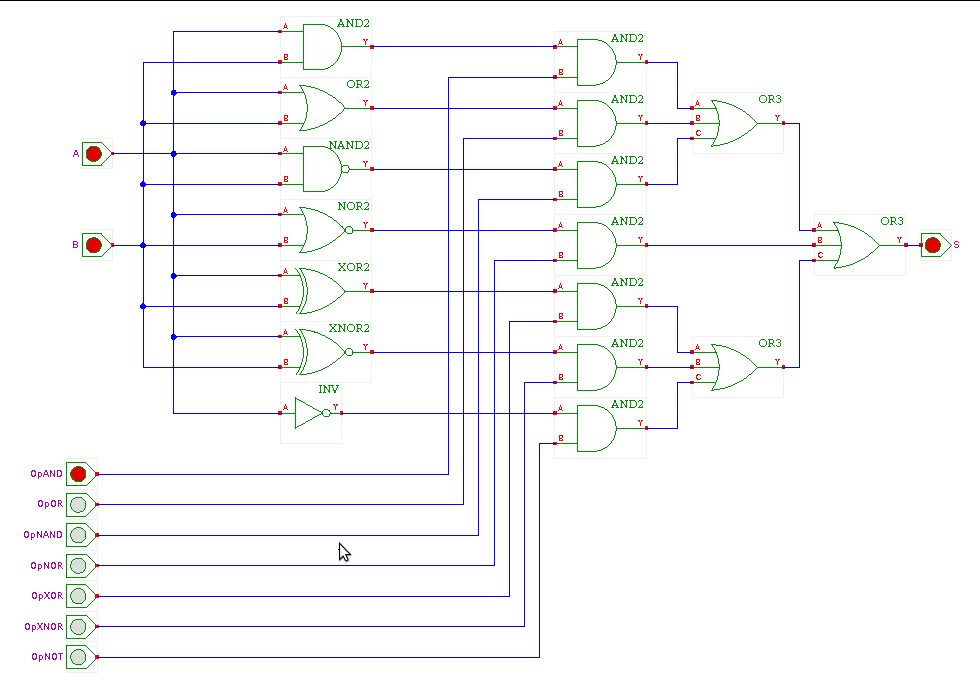 AND2
A
B
Y
OR2
A
B
Y
NAND2
A
B
Y
NOR2
A
B
Y
XOR2
A
B
Y
XNOR2
A
B
Y
INV
A
Y
A
B
AND2
A
B
Y
AND2
A
B
Y
AND2
A
B
Y
AND2
A
B
Y
AND2
A
B
Y
AND2
A
B
Y
AND2
A
B
Y
OR3
A
B
C
Y
OR3
A
B
C
Y
OR3
A
B
C
Y
S
OpAND
OpOR
OpNAND
OpNOR
OpXOR
OpXNOR
OpNOT